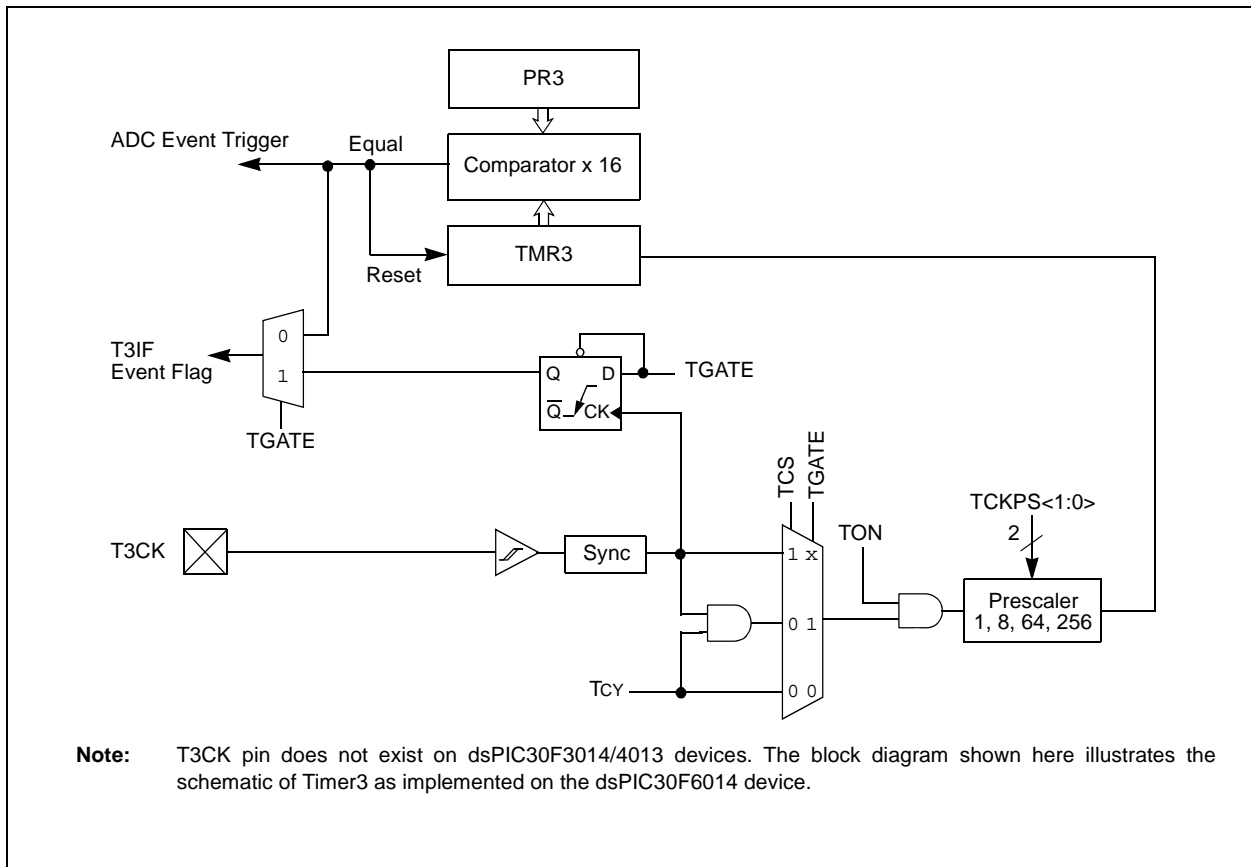 PR3
ADC Event Trigger
Equal
Comparator x 16
TMR3
Reset
0
T3IF
Event Flag
1
Q
D
TGATE
Q
CK
TGATE
TCS
TGATE
TCKPS<1:0>
2
TON
T3CK
Sync
1 x
Prescaler
1, 8, 64, 256
0 1
TCY
0 0
Note: T3CK pin does not exist on dsPIC30F3014/4013 devices. The block diagram shown here illustrates the
schematic of Timer3 as implemented on the dsPIC30F6014 device.